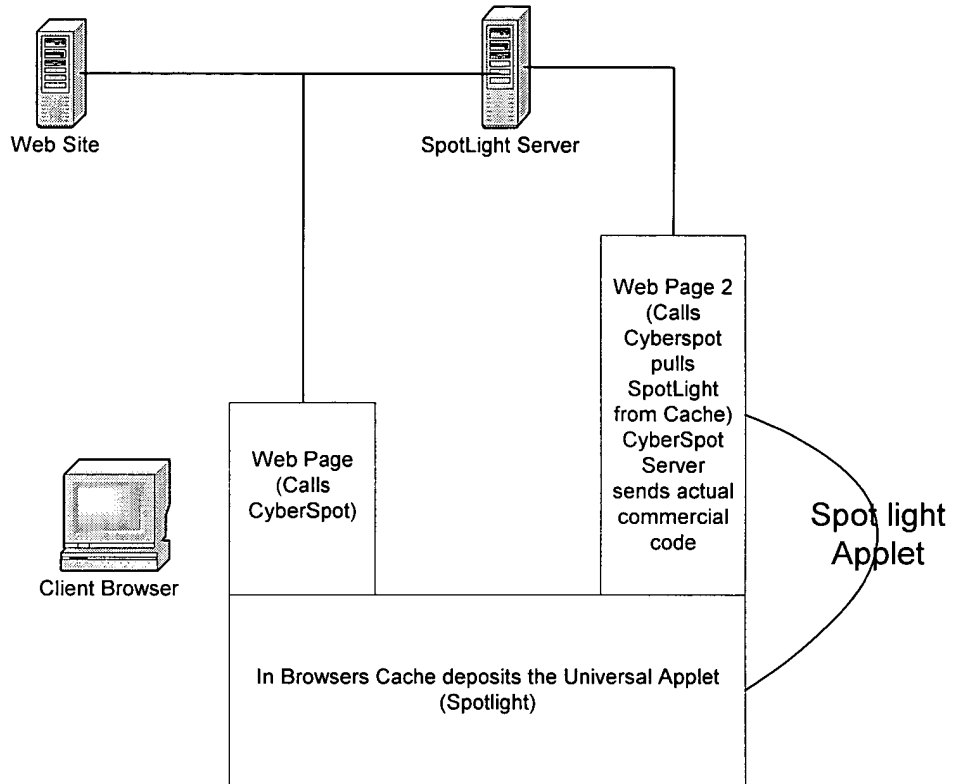 Web Site
SpotLight Server
Web Page 2
(Calls
Cyberspot
pulls
SpotLight
from Cache)
CyberSpot
Server
sends actual
commercial
code
Web Page
(Calls
CyberSpot)
Spot light
Applet
Client Browser
In Browsers Cache deposits the Universal Applet
(Spotlight)